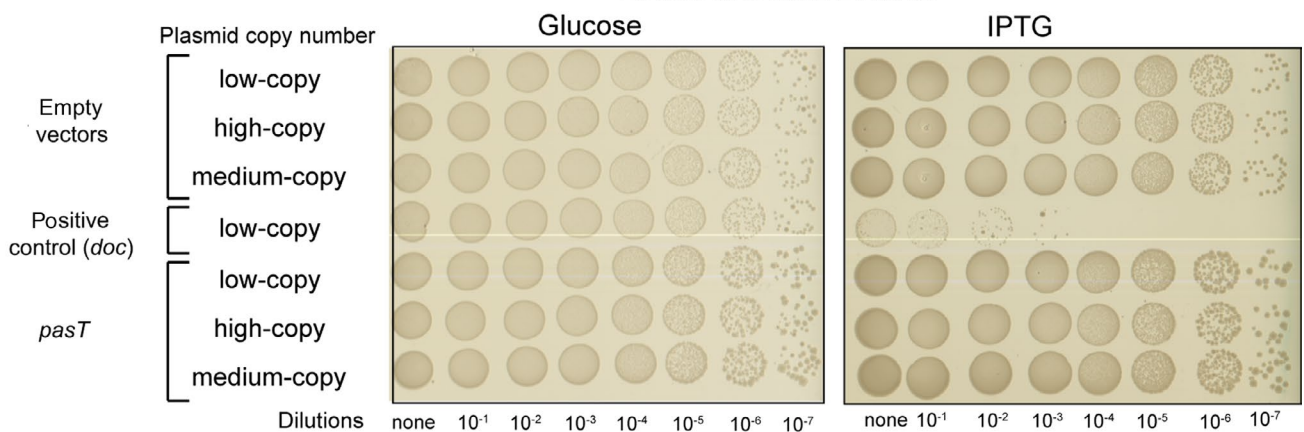 Glucose IPTG
Plasmid copy number
Empty vectors
low-copy
high-copy
medium-copy
Positive control (doc)
low-copy
pasT
low-copy
high-copy
medium-copy
Dilutions none 10⁻¹ 10⁻² 10⁻³ 10⁻⁴ 10⁻⁵ 10⁻⁶ 10⁻⁷ none 10⁻¹ 10⁻² 10⁻³ 10⁻⁴ 10⁻⁵ 10⁻⁶ 10⁻⁷